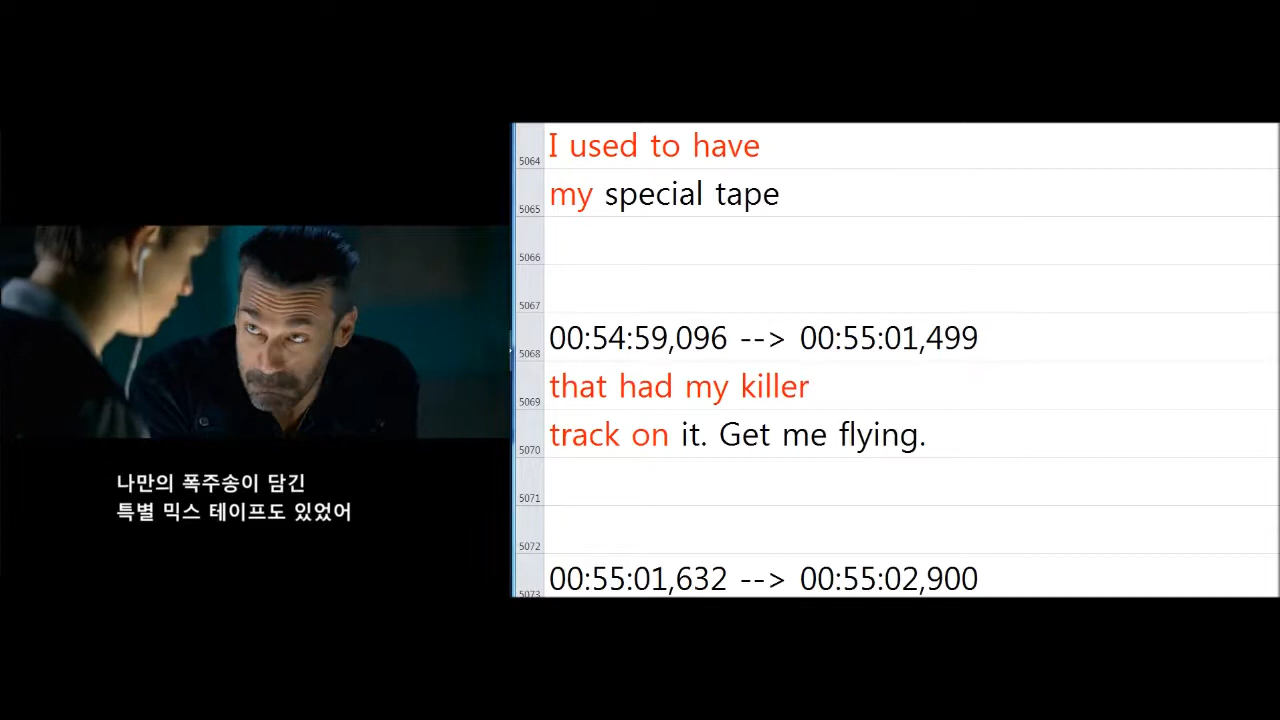 나만의 폭주송이 담긴
특별 믹스 테이프도 있었어
5064
I used to have
5065
my special tape
5066
5067
5068
00:54:59,096 --> 00:55:01,499
5069
that had my killer
5070
track on it. Get me flying.
5071
5072
5073
00:55:01,632 --> 00:55:02,900